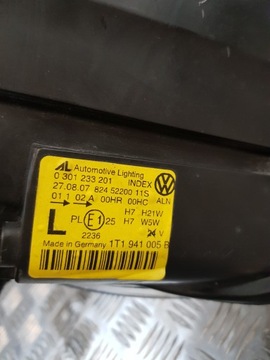 AL Automotive Lighting
0 301 233 201 INDEX
27.08.07 824 52200 11S
01 1 02 A 00HR 00HC ALN
H7 H21W
L PL E1 25 H7 W5W
2236 V
Made in Germany 1T1 941 005 B